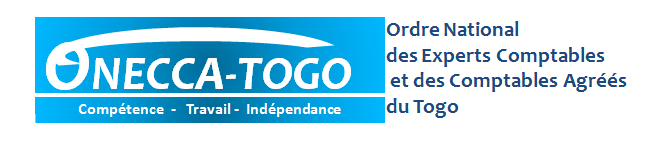 ONECCA-TOGO
Compétence - Travail - Indépendance
Ordre National
des Experts Comptables
et des Comptables Agréés
du Togo